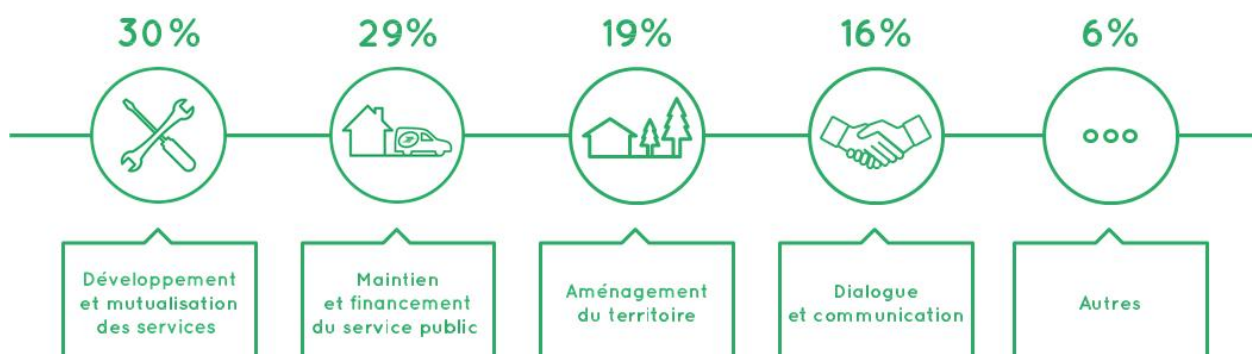 30%
29%
19%
16%
6%
Développement
et mutualisation
des services
Maintien
et financement
du service public
Aménagement
du territoire
Dialogue
et communication
Autres